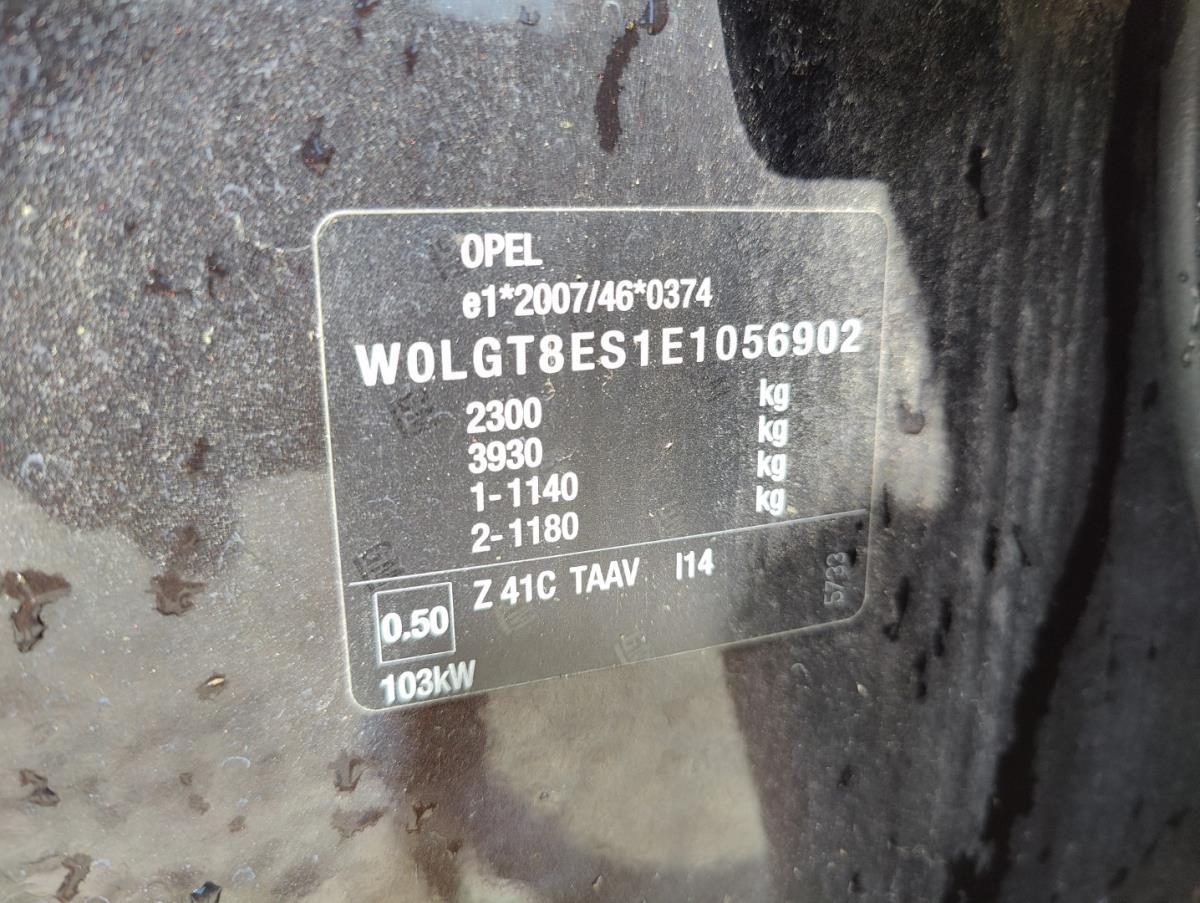 OPEL
e1*2007/46*0374
W0LGT8ES1E1056902
2300 kg
3930 kg
1-1140 kg
2-1180 kg
0.50 Z 41C TAAV I14
103kW